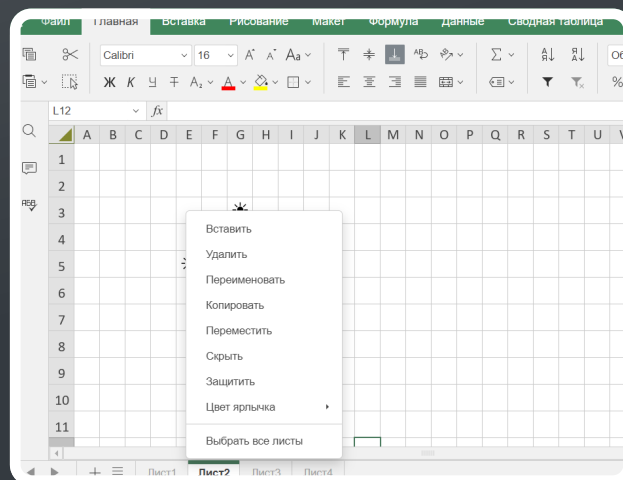 Файл Главная Вставка Рисование Макет Формула Данные Сводная таблица
Calibri 16 A A Aa
Ж К Ч Т A₂ A
L12 fx
A B C D E F G H I J K L M N O P Q R S T U
1
2
3
4
5
6
7
8
9
10
11
Вставить
Удалить
Переименовать
Копировать
Переместить
Скрыть
Защитить
Цвет ярлычка
Выбрать все листы
Лист1 Лист2 Лист3 Лист4